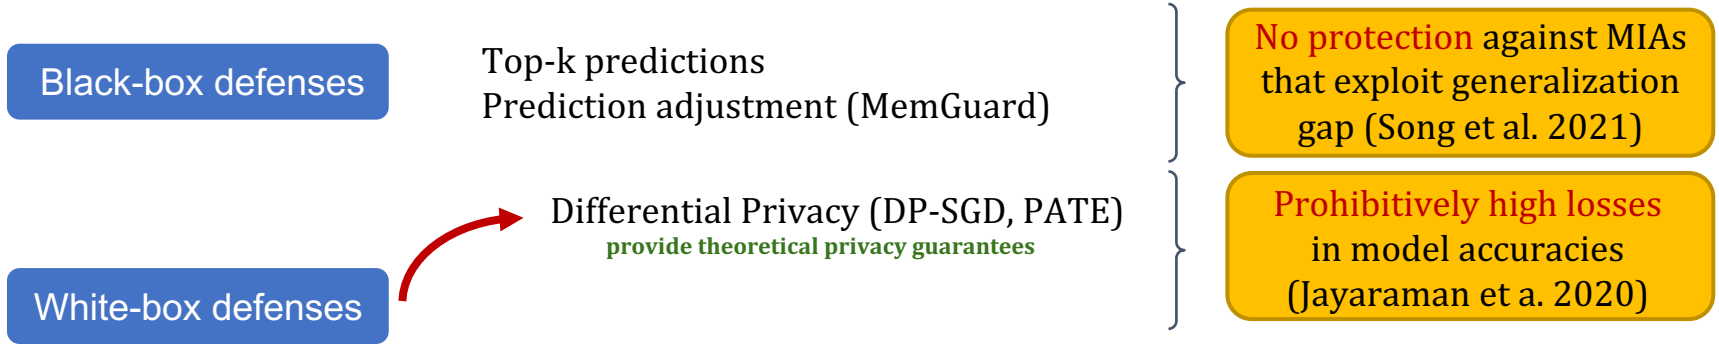 Black-box defenses
Top-k predictions
Prediction adjustment (MemGuard)
No protection against MIAs
that exploit generalization
gap (Song et al. 2021)
White-box defenses
Differential Privacy (DP-SGD, PATE)
provide theoretical privacy guarantees
Prohibitively high losses
in model accuracies
(Jayaraman et a. 2020)